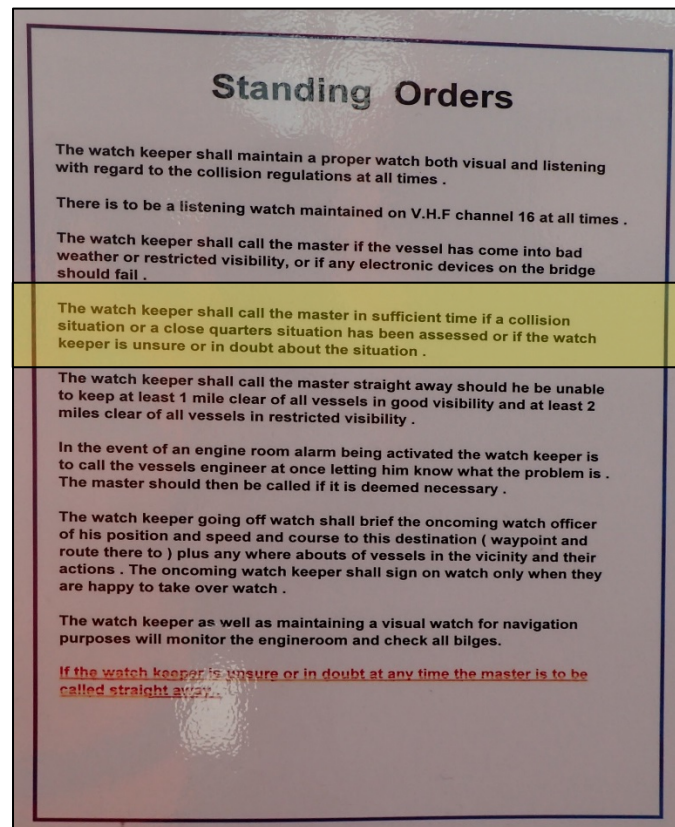 Standing Orders
The watch keeper shall maintain a proper watch both visual and listening
with regard to the collision regulations at all times .
There is to be a listening watch maintained on V.H.F channel 16 at all times .
The watch keeper shall call the master if the vessel has come into bad
weather or restricted visibility, or if any electronic devices on the bridge
should fail .
The watch keeper shall call the master in sufficient time if a collision
situation or a close quarters situation has been assessed or if the watch
keeper is unsure or in doubt about the situation .
The watch keeper shall call the master straight away should he be unable
to keep at least 1 mile clear of all vessels in good visibility and at least 2
miles clear of all vessels in restricted visibility .
In the event of an engine room alarm being activated the watch keeper is
to call the vessels engineer at once letting him know what the problem is .
The master should then be called if it is deemed necessary .
The watch keeper going off watch shall brief the oncoming watch officer
of his position and speed and course to this destination ( waypoint and
route there to ) plus any where abouts of vessels in the vicinity and their
actions . The oncoming watch keeper shall sign on watch only when they
are happy to take over watch .
The watch keeper as well as maintaining a visual watch for navigation
purposes will monitor the engineroom and check all bilges.
If the watch keeper is unsure or in doubt at any time the master is to be
called straight away .